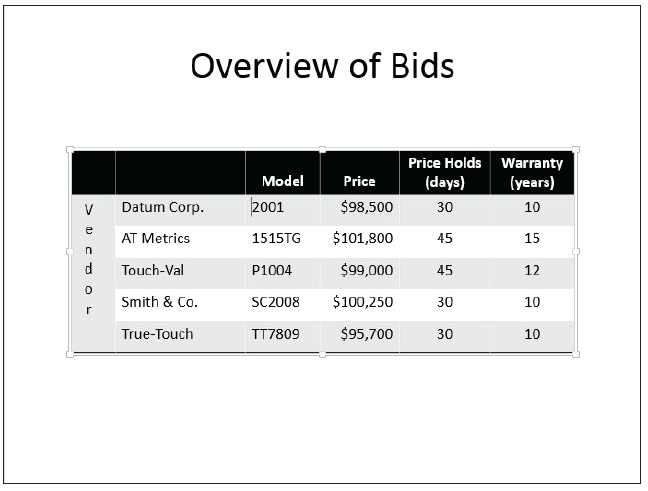 Overview of Bids
Model Price Price Holds (days) Warranty (years)
Vendor
Datum Corp. 2001 $98,500 30 10
AT Metrics 1515TG $101,800 45 15
Touch-Val P1004 $99,000 45 12
Smith & Co. SC2008 $100,250 30 10
True-Touch TT7809 $95,700 30 10